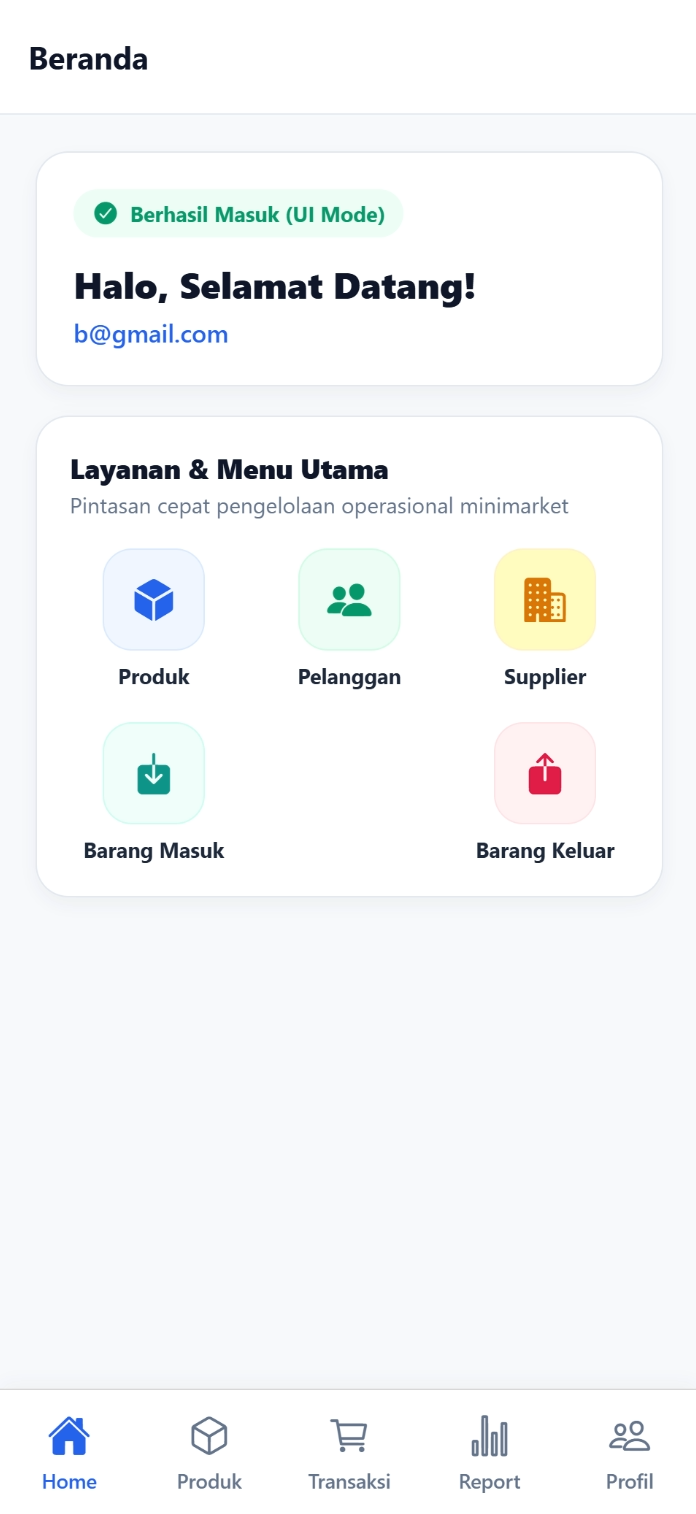 Beranda
Berhasil Masuk (UI Mode)
Halo, Selamat Datang!
b@gmail.com
Layanan & Menu Utama
Pintasan cepat pengelolaan operasional minimarket
Produk
Pelanggan
Supplier
Barang Masuk
Barang Keluar
Home
Produk
Transaksi
Report
Profil